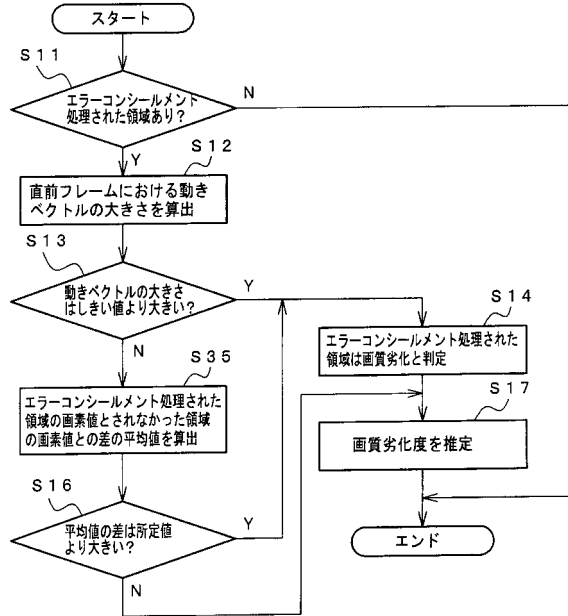 スタート
S11
エラーコンシールメント
処理された領域あり?
N
Y
S12
直前フレームにおける動き
ベクトルの大きさを算出
S13
動きベクトルの大きさ
はしきい値より大きい?
Y
N
S14
エラーコンシールメント処理された
領域は画質劣化と判定
S35
エラーコンシールメント処理された
領域の画素値とされなかった領域
の画素値との差の平均値を算出
S17
画質劣化度を推定
S16
平均値の差は所定値
より大きい?
Y
N
エンド